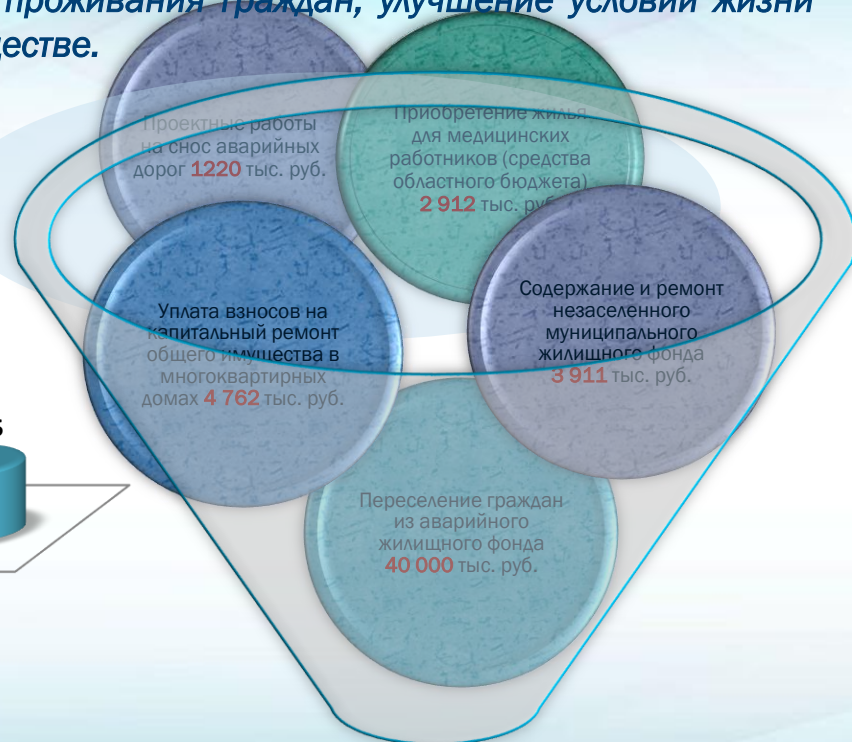 проживания граждан, улучшение условий жизни
естве.
Проектные работы
на снос аварийных
дорог 1220 тыс. руб.
Приобретение жилья
для медицинских
работников (средства
областного бюджета)
2 912 тыс. ру
Уплата взносов на
капитальный ремонт
общего имущества в
многоквартирных
домах 4 762 тыс. руб.
Содержание и ремонт
незаселенного
муниципального
жилищного фонда
3 911 тыс. руб.
Переселение граждан
из аварийного
жилищного фонда
40 000 тыс. руб.